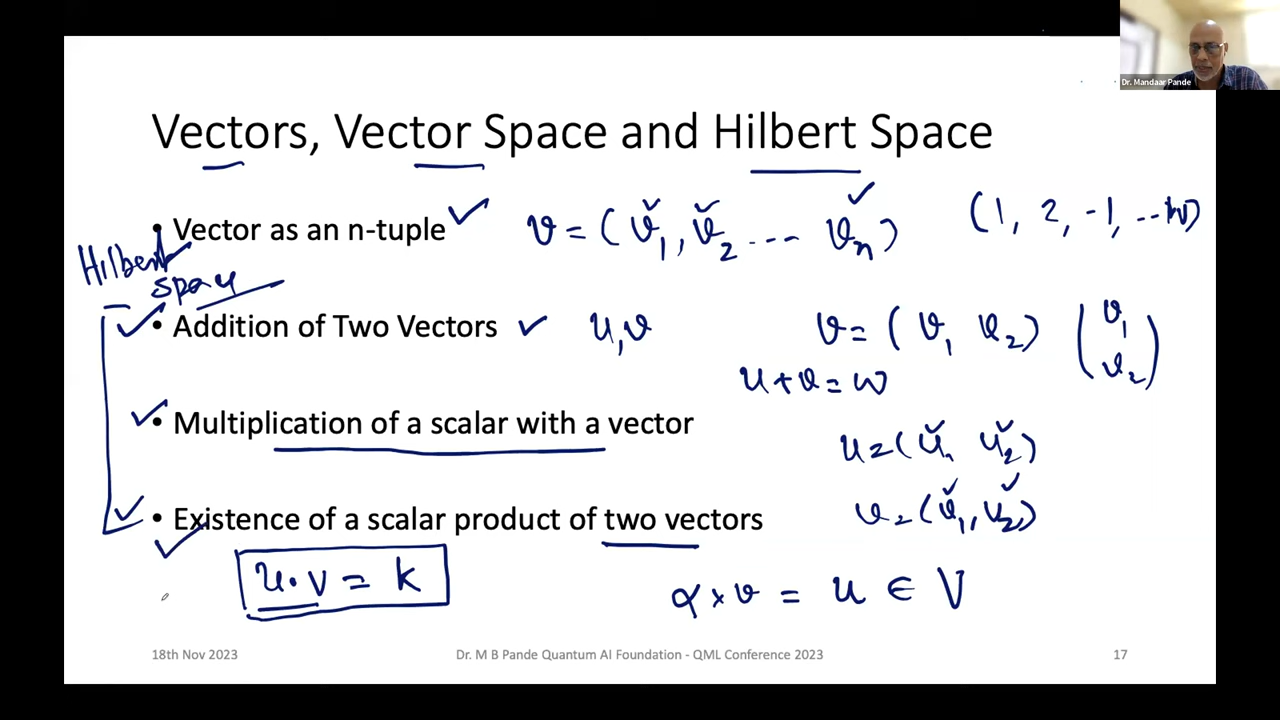 Dr. Mandaar Pande
Vectors, Vector Space and Hilbert Space
• Vector as an n-tuple
v = (v₁, v₂ ... vₙ)
(1, 2, -1, ... N)
Hilbert
space
• Addition of Two Vectors
u, v
v = (v₁ v₂) (v₁ v₂)
u + v = w
• Multiplication of a scalar with a vector
u = (u₁ u₂)
• Existence of a scalar product of two vectors
v = (v₁, v₂)
u · v = k
α × v = u ∈ V
18th Nov 2023
Dr. M B Pande Quantum AI Foundation - QML Conference 2023
17